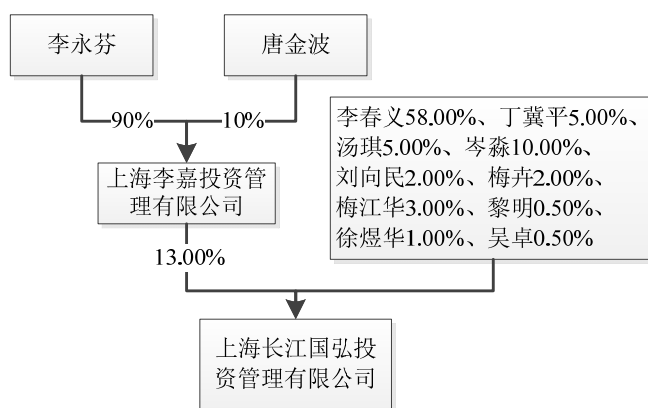 李永芬
唐金波
90%
10%
上海李嘉投资管
理有限公司
13.00%
李春义58.00%、丁冀平5.00%、
汤琪5.00%、岑淼10.00%、
刘向民2.00%、梅卉2.00%、
梅江华3.00%、黎明0.50%、
徐煜华1.00%、吴卓0.50%
上海长江国弘投
资管理有限公司